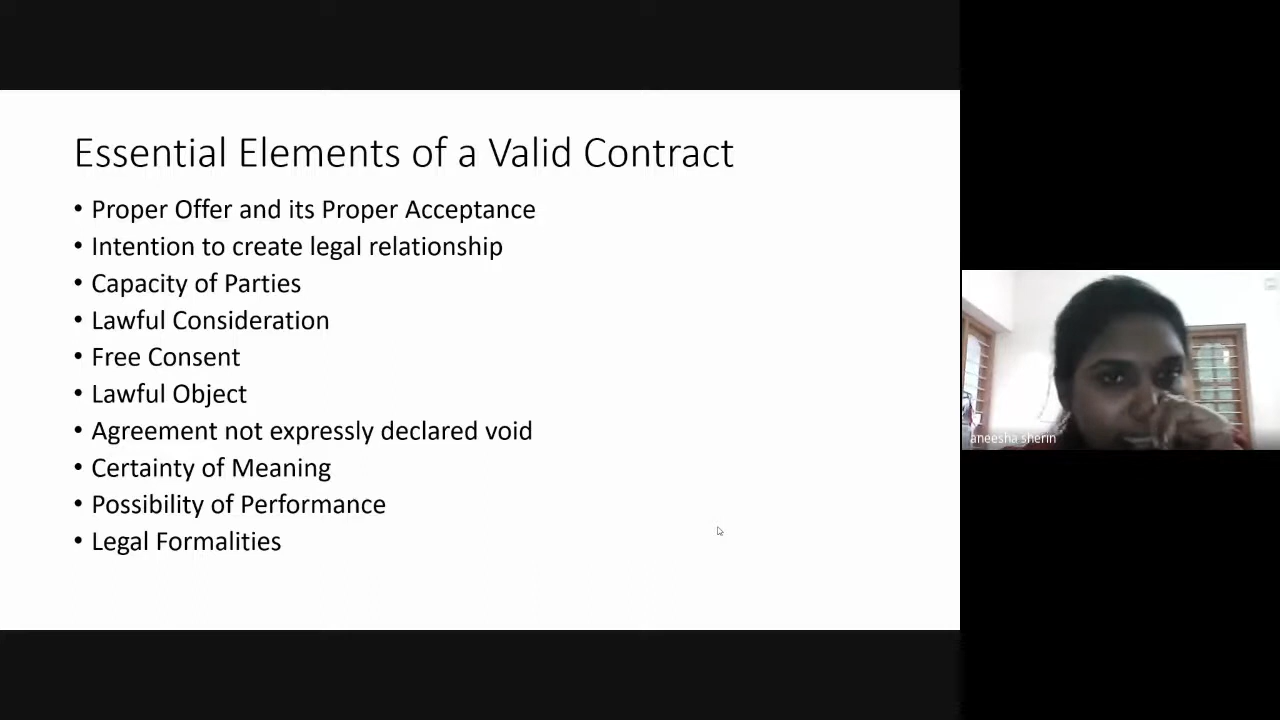 Essential Elements of a Valid Contract
• Proper Offer and its Proper Acceptance
• Intention to create legal relationship
• Capacity of Parties
• Lawful Consideration
• Free Consent
• Lawful Object
• Agreement not expressly declared void
• Certainty of Meaning
• Possibility of Performance
• Legal Formalities
aneesha sherin